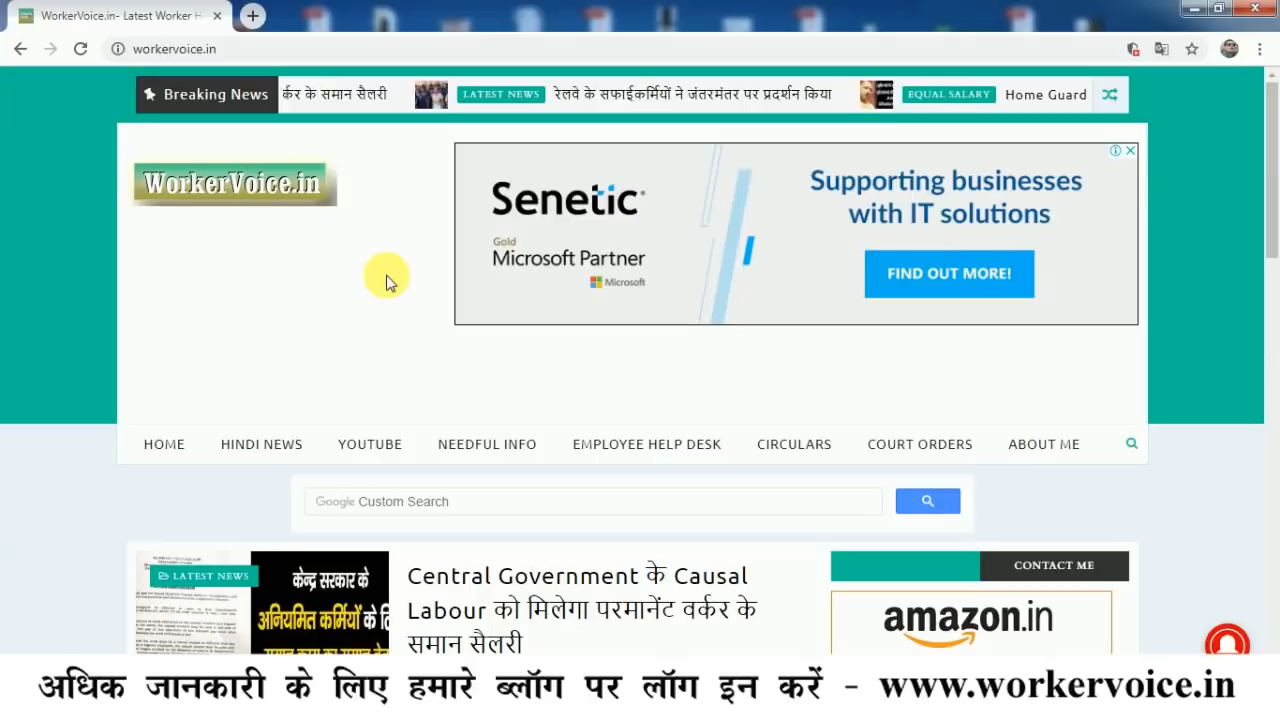 WorkerVoice.in- Latest Worker H
workervoice.in
Breaking News
र्कर के समान सैलरी
LATEST NEWS
रेलवे के सफाईकर्मियों ने जंतरमंतर पर प्रदर्शन किया
EQUAL SALARY
Home Guard
WorkerVoice.in
Senetic
Gold
Microsoft Partner
Microsoft
Supporting businesses
with IT solutions
FIND OUT MORE!
HOME
HINDI NEWS
YOUTUBE
NEEDFUL INFO
EMPLOYEE HELP DESK
CIRCULARS
COURT ORDERS
ABOUT ME
Google Custom Search
LATEST NEWS
केन्द्र सरकार के
अनियमित कर्मियों के
Central Government के Causal
Labour को मिलेगा परमानेंट वर्कर के
समान सैलरी
CONTACT ME
amazon.in
अधिक जानकारी के लिए हमारे ब्लॉग पर लॉग इन करें - www.workervoice.in